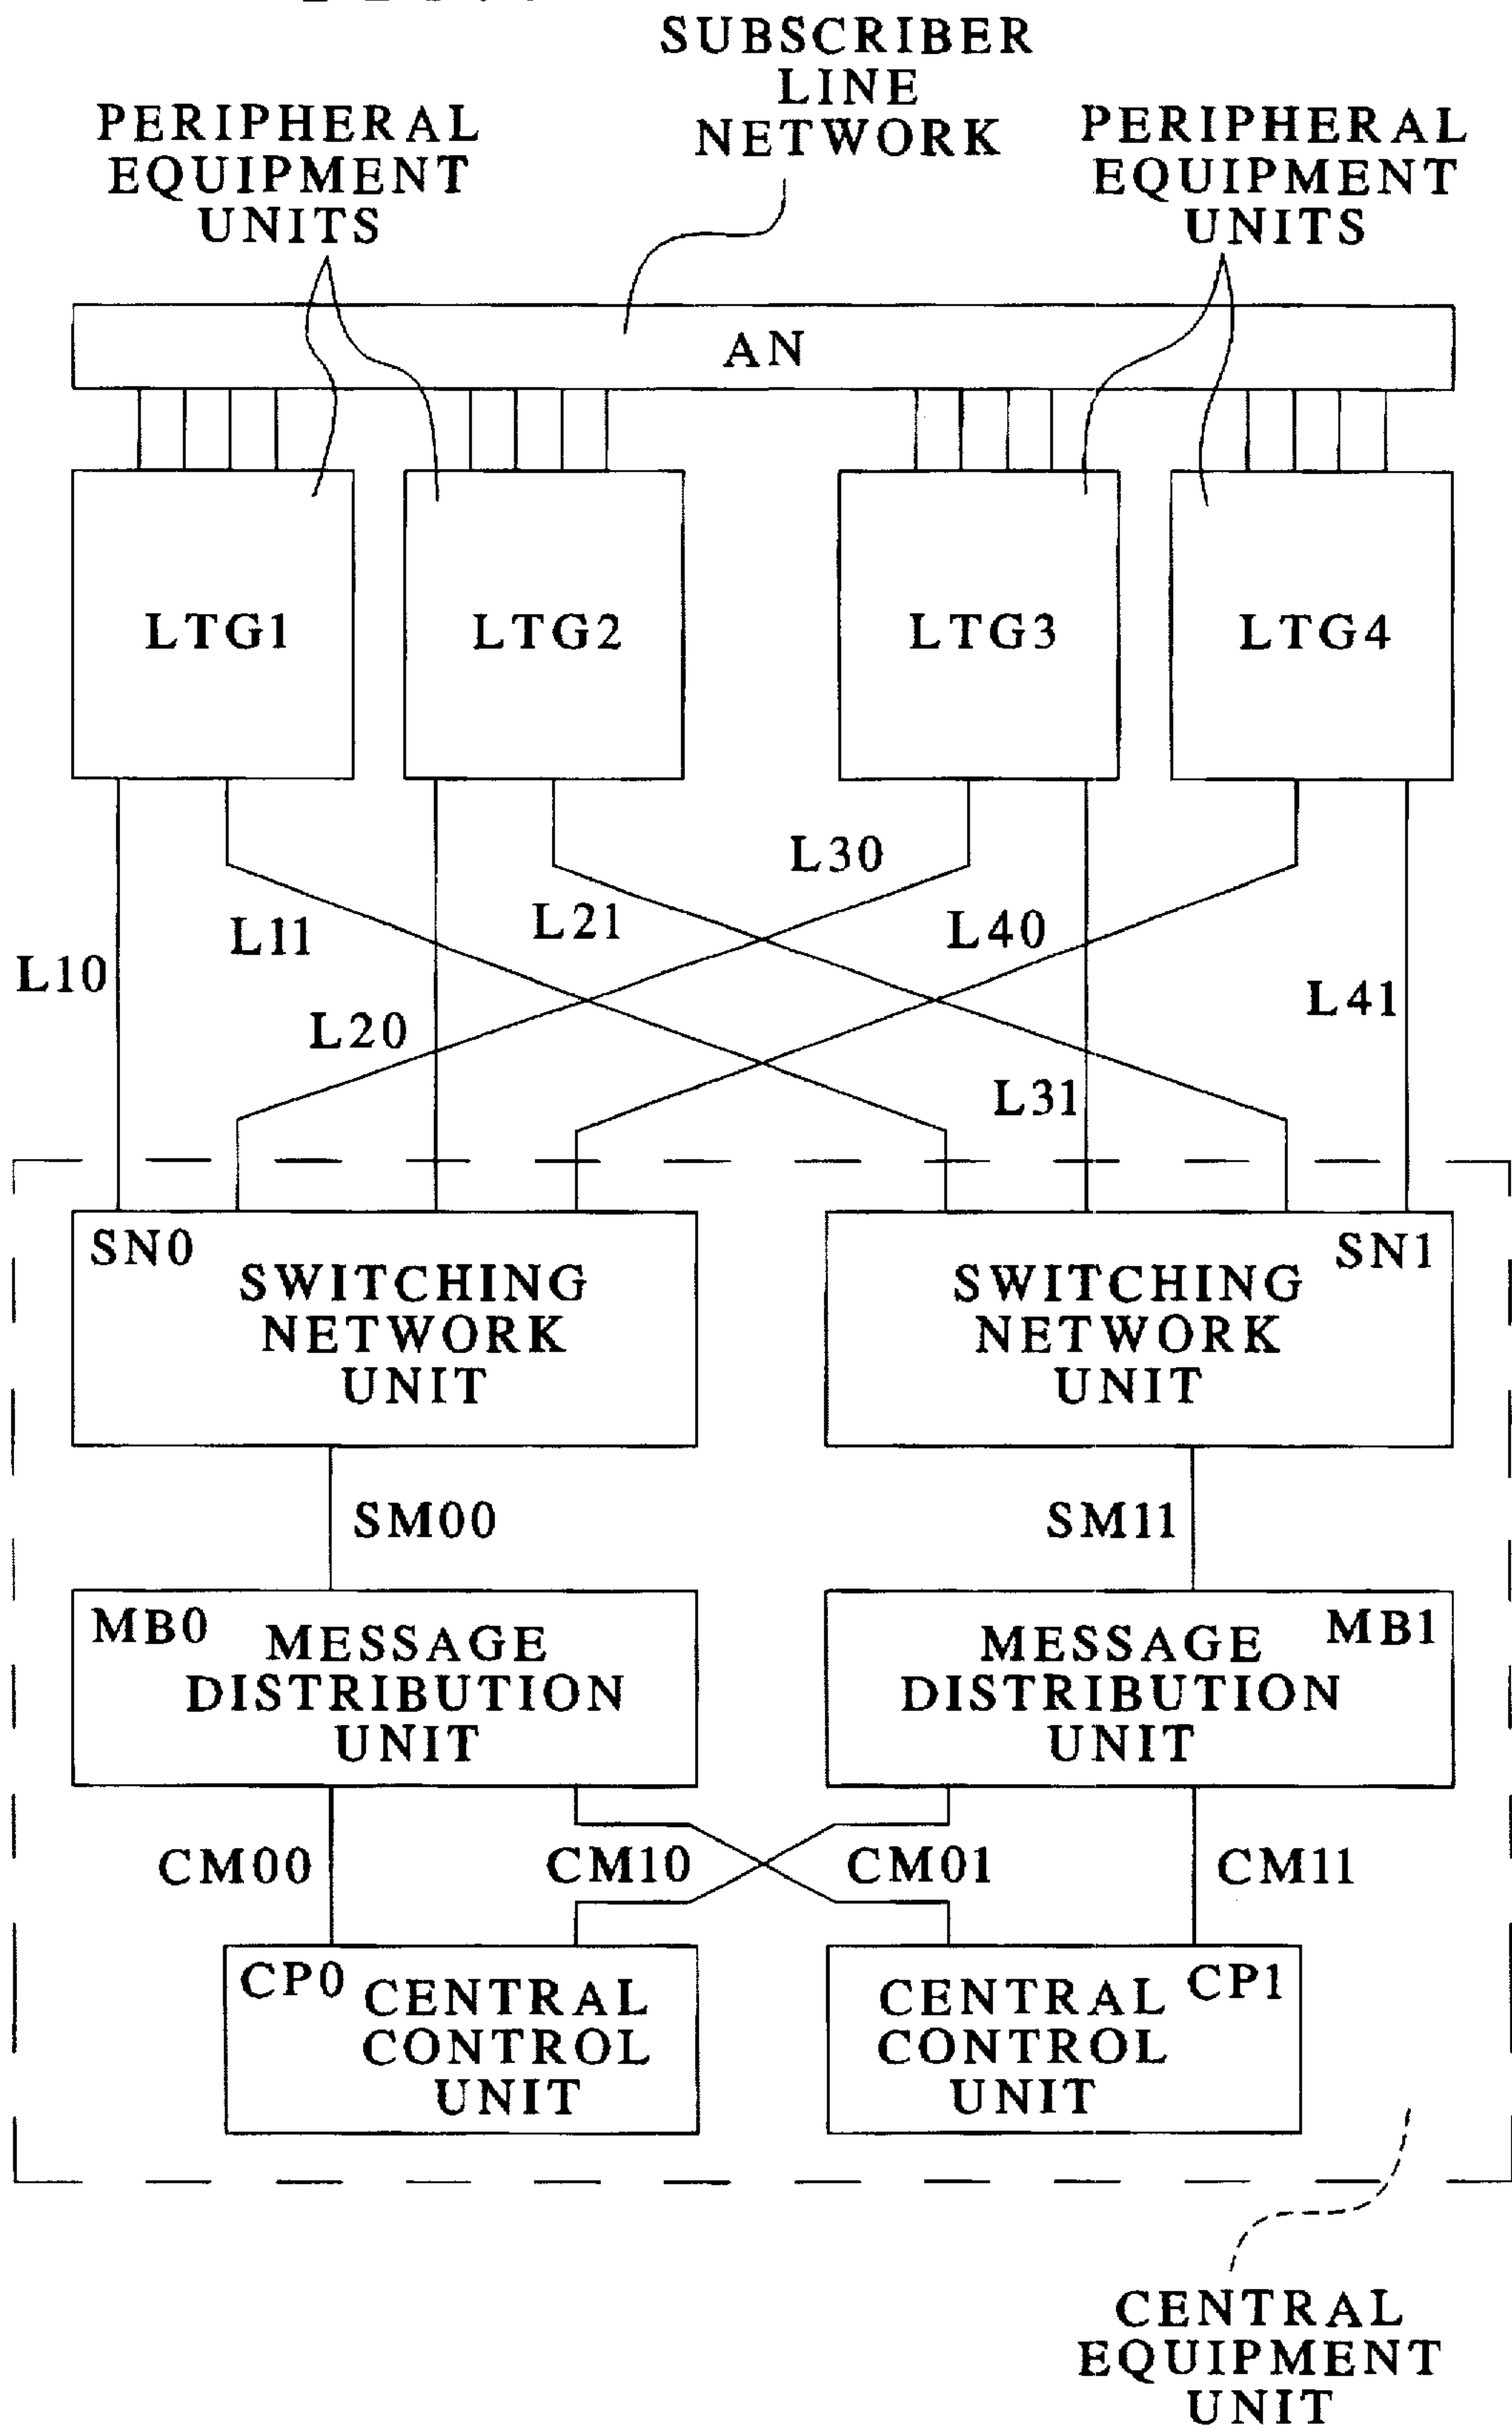 SUBSCRIBER
LINE
NETWORK
PERIPHERAL
EQUIPMENT
UNITS
PERIPHERAL
EQUIPMENT
UNITS
AN
LTG1
LTG2
LTG3
LTG4
L30
L11
L21
L40
L10
L41
L20
L31
SN0
SWITCHING
NETWORK
UNIT
SN1
SWITCHING
NETWORK
UNIT
SM00
SM11
MB0
MESSAGE
DISTRIBUTION
UNIT
MB1
MESSAGE
DISTRIBUTION
UNIT
CM00
CM10
CM01
CM11
CP0
CENTRAL
CONTROL
UNIT
CP1
CENTRAL
CONTROL
UNIT
CENTRAL
EQUIPMENT
UNIT